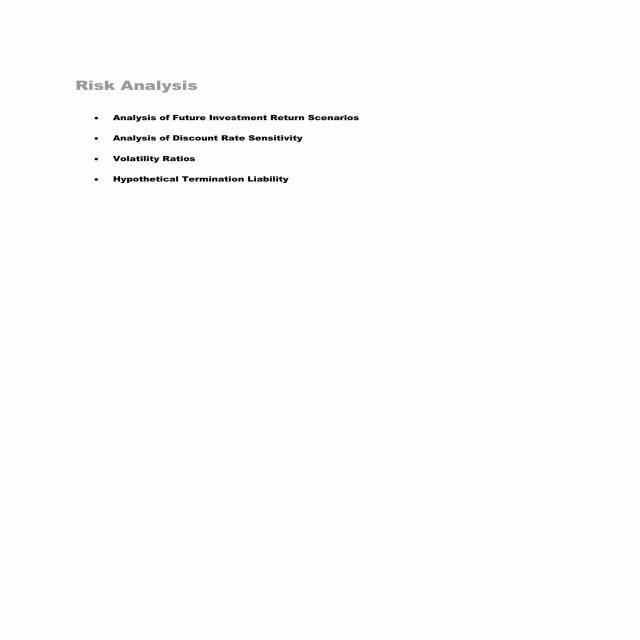 Risk Analysis
• Analysis of Future Investment Return Scenarios
• Analysis of Discount Rate Sensitivity
• Volatility Ratios
• Hypothetical Termination Liability